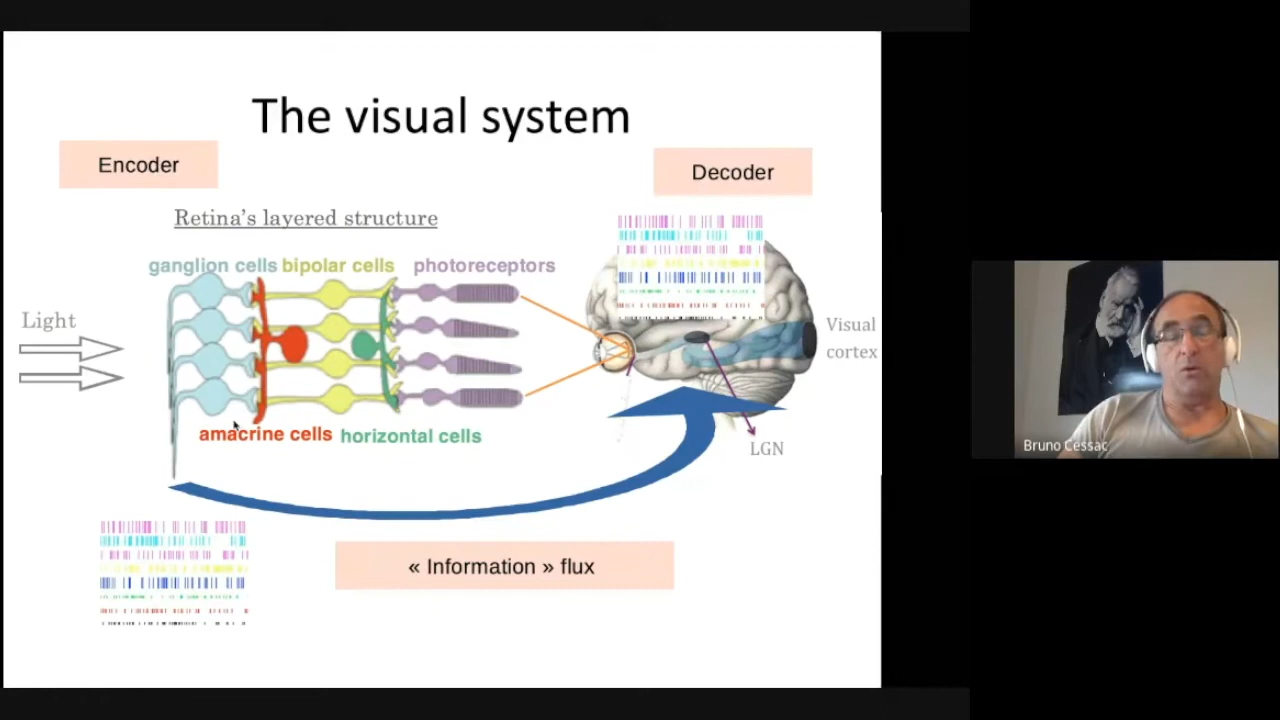 The visual system
Encoder
Decoder
Retina's layered structure
ganglion cells bipolar cells photoreceptors
Light
Visual
cortex
amacrine cells horizontal cells
LGN
« Information » flux
Bruno Cessac